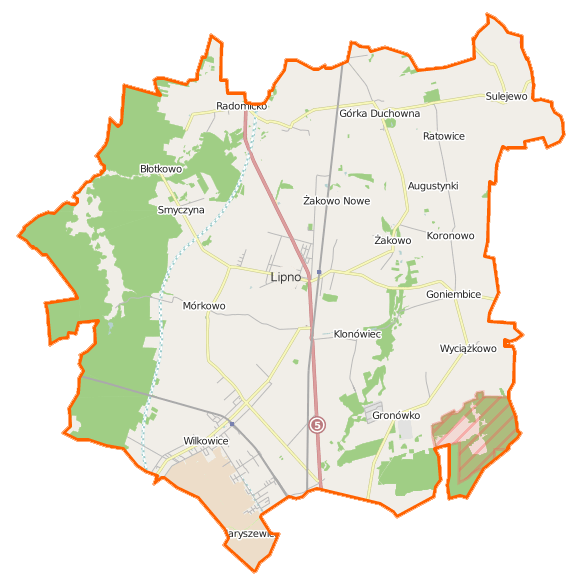 Sulejewo
Radomicko
Górka Duchowna
Ratowice
Błotkowo
Augustynki
Żakowo Nowe
Smyczyna
Żakowo
Koronowo
Lipno
Goniembice
Mórkowo
Klonówiec
Wyciążkowo
Gronówko
5
Wilkowice
aryszewic